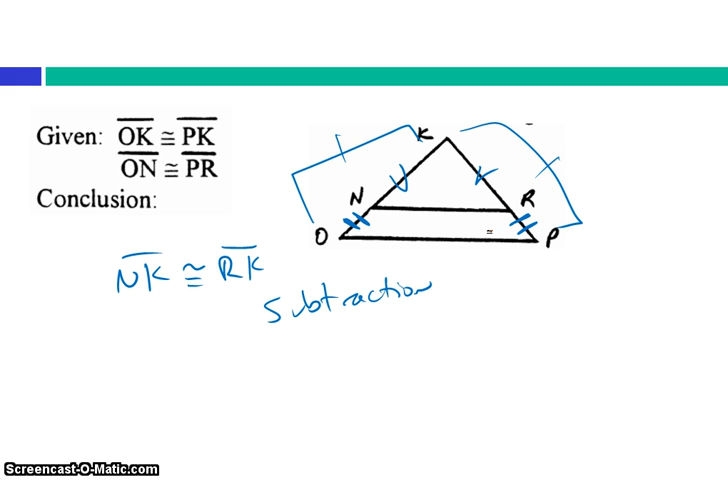 Given: OK ≅ PK
ON ≅ PR
Conclusion:
K
N
R
O
P
=
NK ≅ RK
Subtraction
Screencast-O-Matic.com